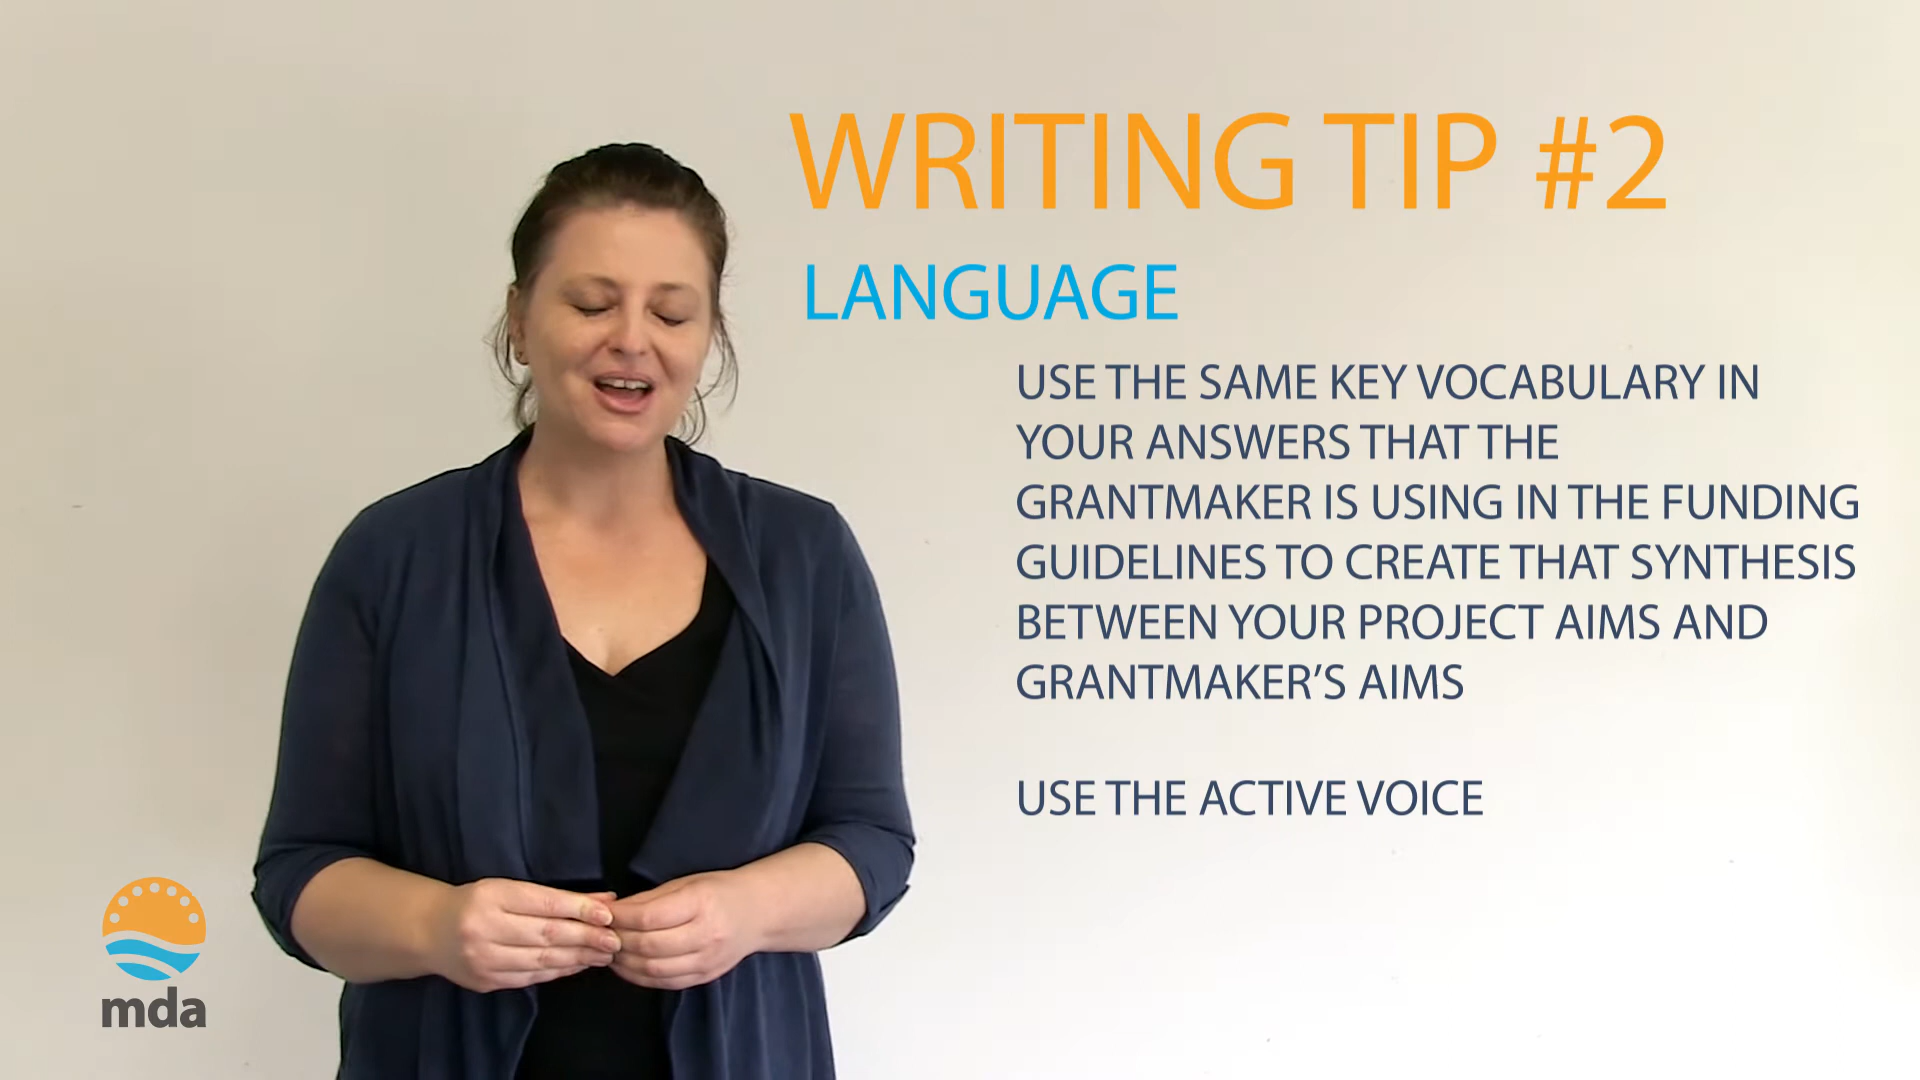 WRITING TIP #2
LANGUAGE
USE THE SAME KEY VOCABULARY IN
YOUR ANSWERS THAT THE
GRANTMAKER IS USING IN THE FUNDING
GUIDELINES TO CREATE THAT SYNTHESIS
BETWEEN YOUR PROJECT AIMS AND
GRANTMAKER’S AIMS
USE THE ACTIVE VOICE
mda